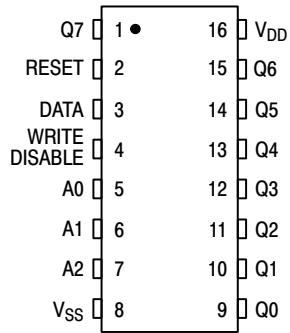 Q7 1 16 VDD
RESET 2 15 Q6
DATA 3 14 Q5
WRITE
DISABLE 4 13 Q4
A0 5 12 Q3
A1 6 11 Q2
A2 7 10 Q1
VSS 8 9 Q0